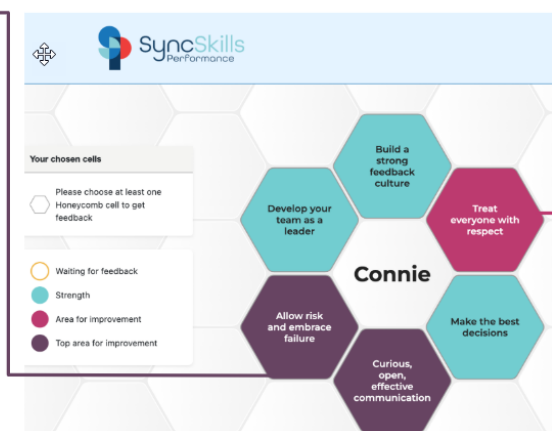 SyncSkills
Performance
Your chosen cells
Please choose at least one
Honeycomb cell to get
feedback
Waiting for feedback
Strength
Area for improvement
Top area for improvement
Build a
strong
feedback
culture
Develop your
team as a
leader
Treat
everyone with
respect
Connie
Allow risk
and embrace
failure
Make the best
decisions
Curious,
open,
effective
communication